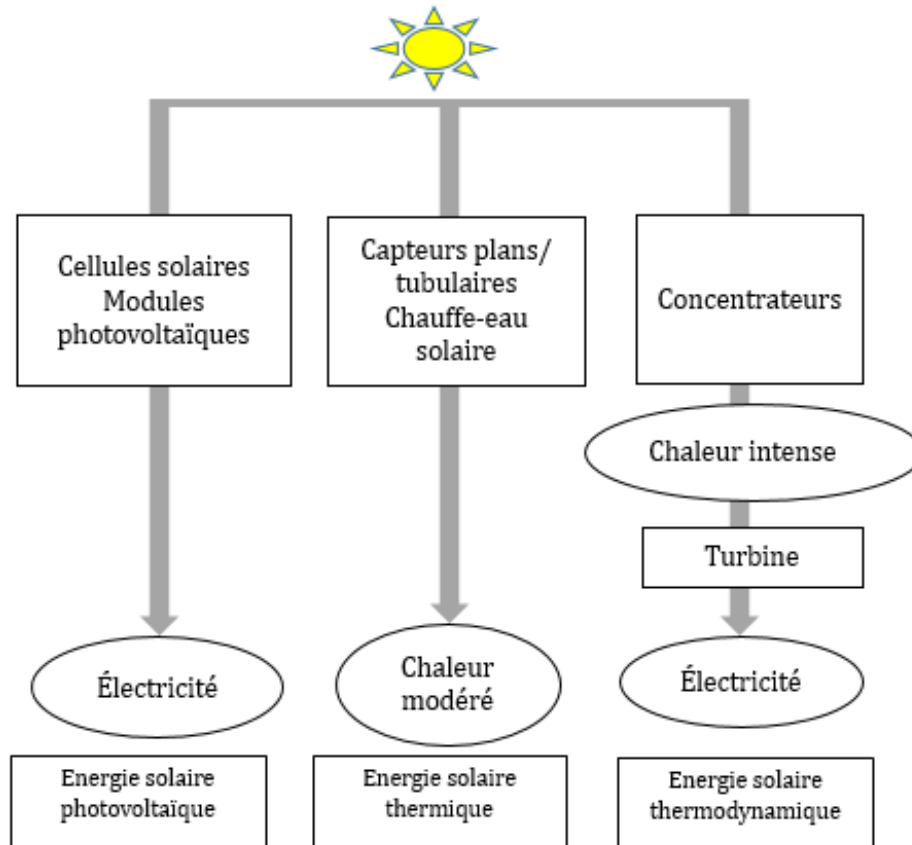 Cellules solaires
Modules
photovoltaïques
Capteurs plans/
tubulaires
Chauffe-eau
solaire
Concentrateurs
Chaleur intense
Turbine
Électricité
Chaleur
modéré
Électricité
Energie solaire
photovoltaïque
Energie solaire
thermique
Energie solaire
thermodynamique